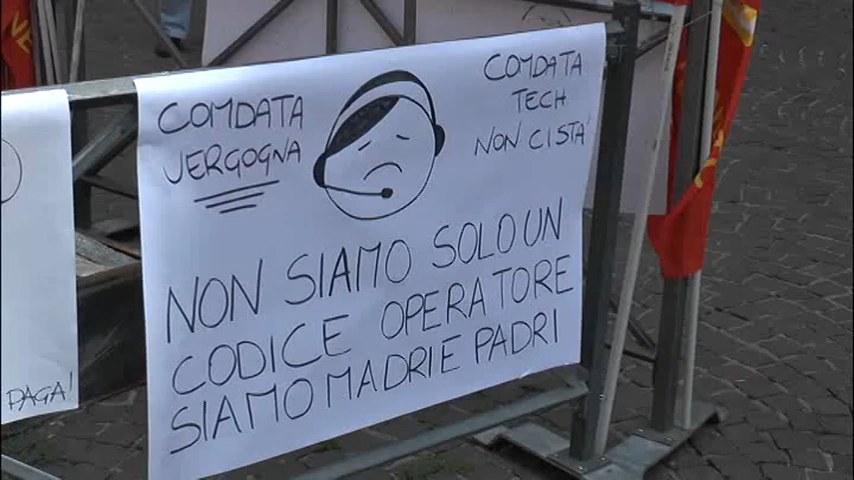 COMDATA
VERGOGNA
COMDATA
TECH
NON CI STA'
NON SIAMO SOLO UN
CODICE OPERATORE
SIAMO MADRI E PADRI
PAGA!